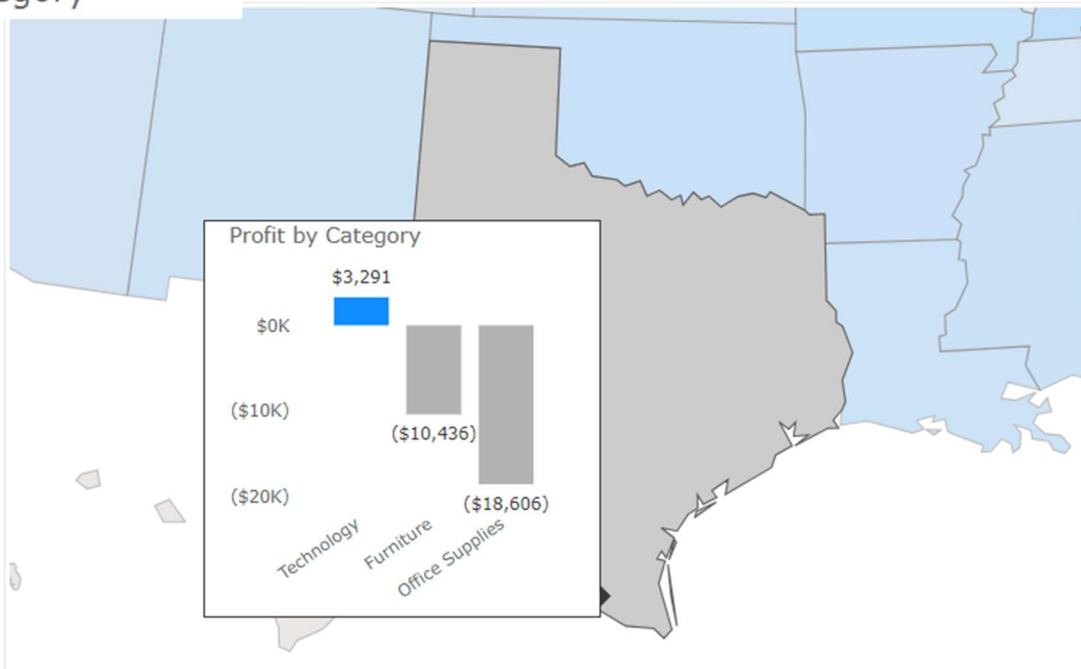 Profit by Category
$3,291
$0K
($10K)
($10,436)
($20K)
($18,606)
Technology
Furniture
Office Supplies